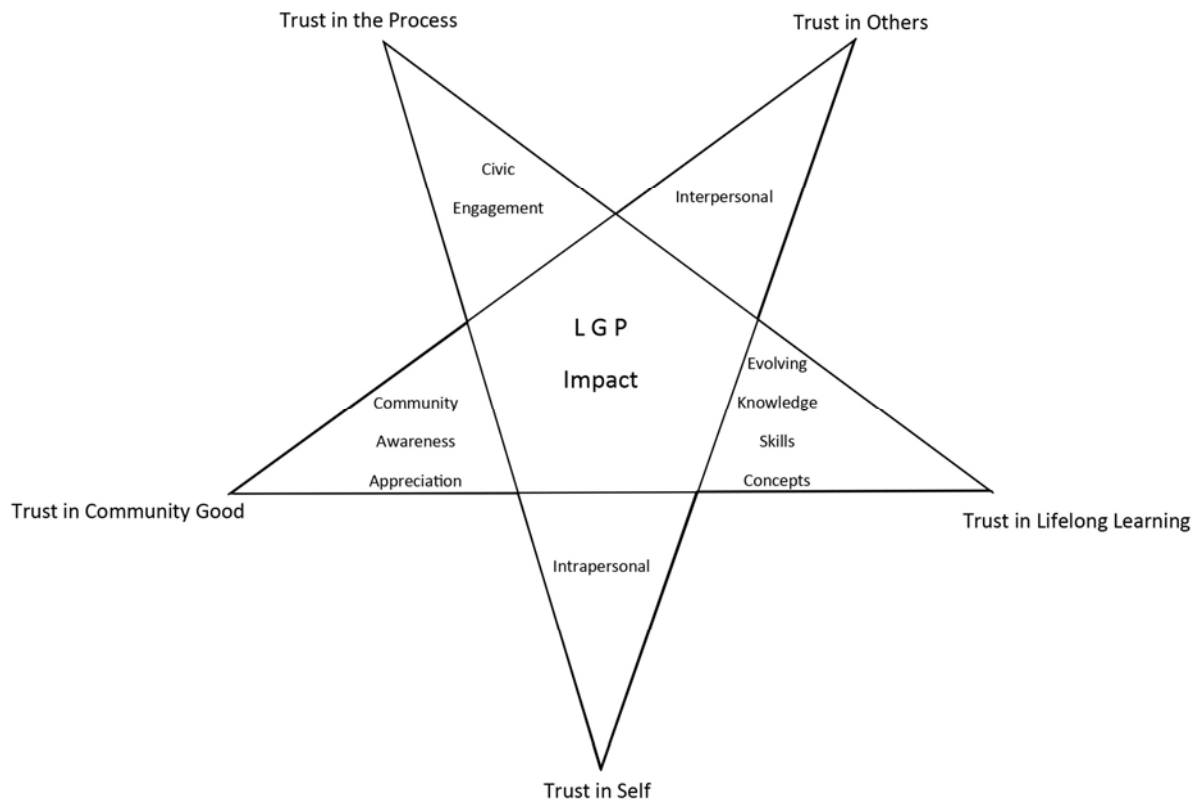 Trust in the Process
Trust in Others
Civic
Engagement
Interpersonal
L G P
Impact
Evolving
Knowledge
Skills
Concepts
Community
Awareness
Appreciation
Trust in Community Good
Trust in Lifelong Learning
Intrapersonal
Trust in Self